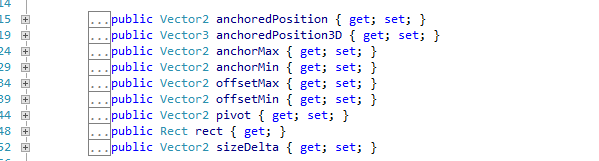 14
15 ...public Vector2 anchoredPosition { get; set; }
19 ...public Vector3 anchoredPosition3D { get; set; }
24 ...public Vector2 anchorMax { get; set; }
29 ...public Vector2 anchorMin { get; set; }
34 ...public Vector2 offsetMax { get; set; }
39 ...public Vector2 offsetMin { get; set; }
44 ...public Vector2 pivot { get; set; }
48 ...public Rect rect { get; }
52 ...public Vector2 sizeDelta { get; set; }